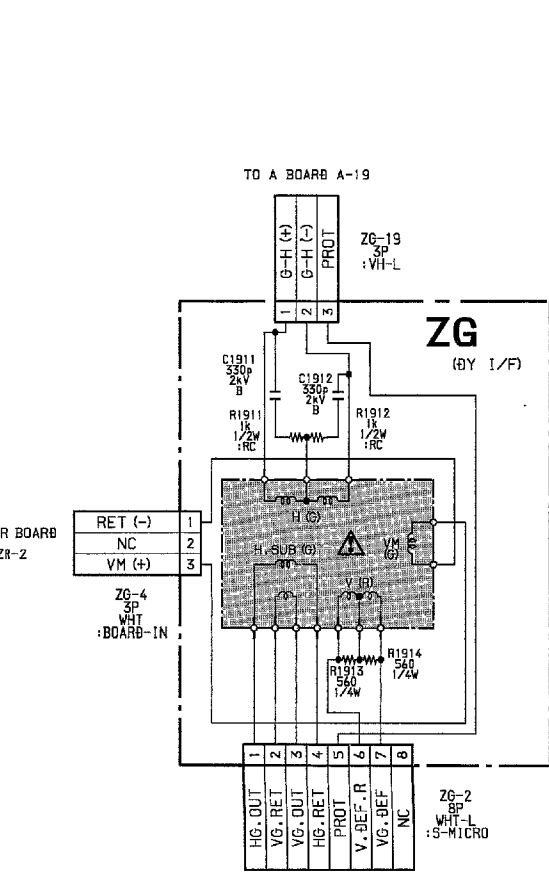 TO A BOARD A-19
G-H (+)
G-H (-)
PROT
1
2
3
ZG-19
3P
:VH-L
ZG
(DY I/F)
C1911
330p
2kV
B
C1912
330p
2kV
B
R1911
1k
1/2W
:RC
R1912
1k
1/2W
:RC
H (G)
R BOARD
ZR-2
RET (-) 1
NC 2
VM (+) 3
ZG-4
3P
WHT
:BOARD-IN
H.SUB (G)
VM
(G)
V (R)
R1913
560
1/4W
R1914
560
1/4W
1
2
3
4
5
6
7
8
HG.OUT
VG.RET
VG.OUT
HG.RET
PROT
V.DEF.R
VG.DEF
NC
ZG-2
8P
WHT-L
:S-MICRO